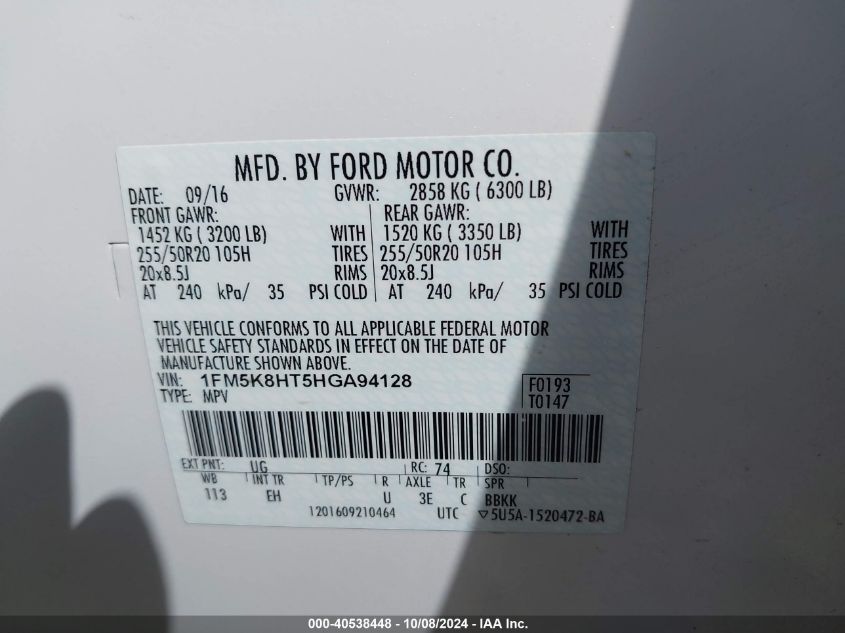 MFD. BY FORD MOTOR CO.
DATE: 09/16 GVWR: 2858 KG ( 6300 LB)
FRONT GAWR: REAR GAWR:
1452 KG ( 3200 LB) WITH 1520 KG ( 3350 LB) WITH
255/50R20 105H TIRES 255/50R20 105H TIRES
20x8.5J RIMS 20x8.5J RIMS
AT 240 kPa/ 35 PSI COLD AT 240 kPa/ 35 PSI COLD
THIS VEHICLE CONFORMS TO ALL APPLICABLE FEDERAL MOTOR
VEHICLE SAFETY STANDARDS IN EFFECT ON THE DATE OF
MANUFACTURE SHOWN ABOVE.
VIN: 1FM5K8HT5HGA94128 F0193
TYPE: MPV T0147
EXT PNT: UG RC: 74 DSO:
WB INT TR TP/PS R AXLE TR SPR
113 EH U 3E C BBKK
1201609210464 UTC ▽5U5A-1520472-BA
000-40538448 - 10/08/2024 - IAA Inc.